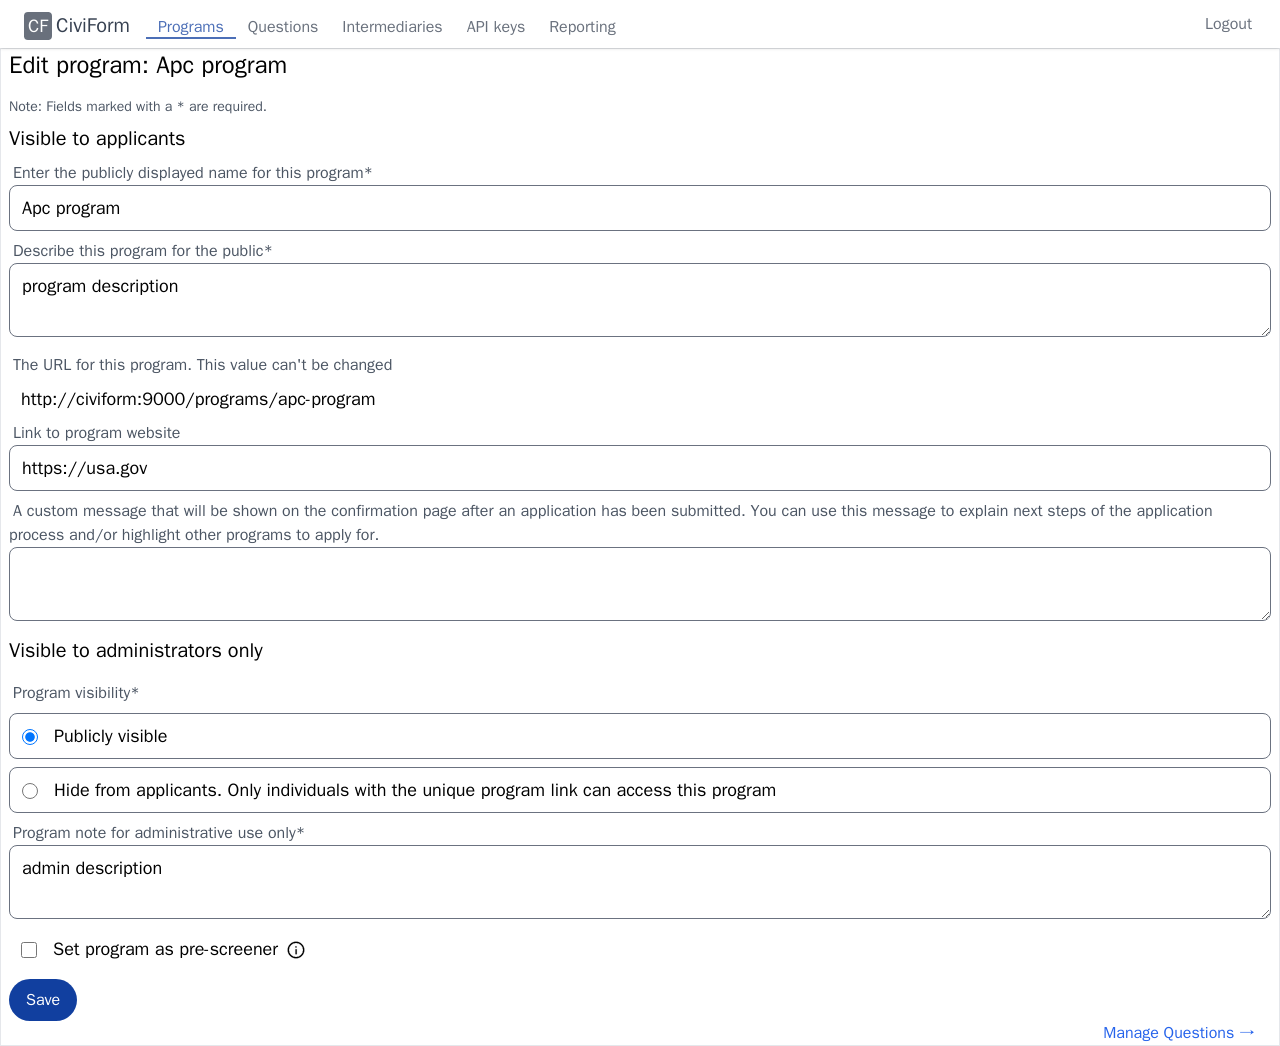 CF CiviForm Programs Questions Intermediaries API keys Reporting Logout
Edit program: Apc program
Note: Fields marked with a * are required.
Visible to applicants
Enter the publicly displayed name for this program*
Apc program
Describe this program for the public*
program description
The URL for this program. This value can't be changed
http://civiform:9000/programs/apc-program
Link to program website
https://usa.gov
A custom message that will be shown on the confirmation page after an application has been submitted. You can use this message to explain next steps of the application
process and/or highlight other programs to apply for.
Visible to administrators only
Program visibility*
Publicly visible
Hide from applicants. Only individuals with the unique program link can access this program
Program note for administrative use only*
admin description
Set program as pre-screener
Save
Manage Questions →